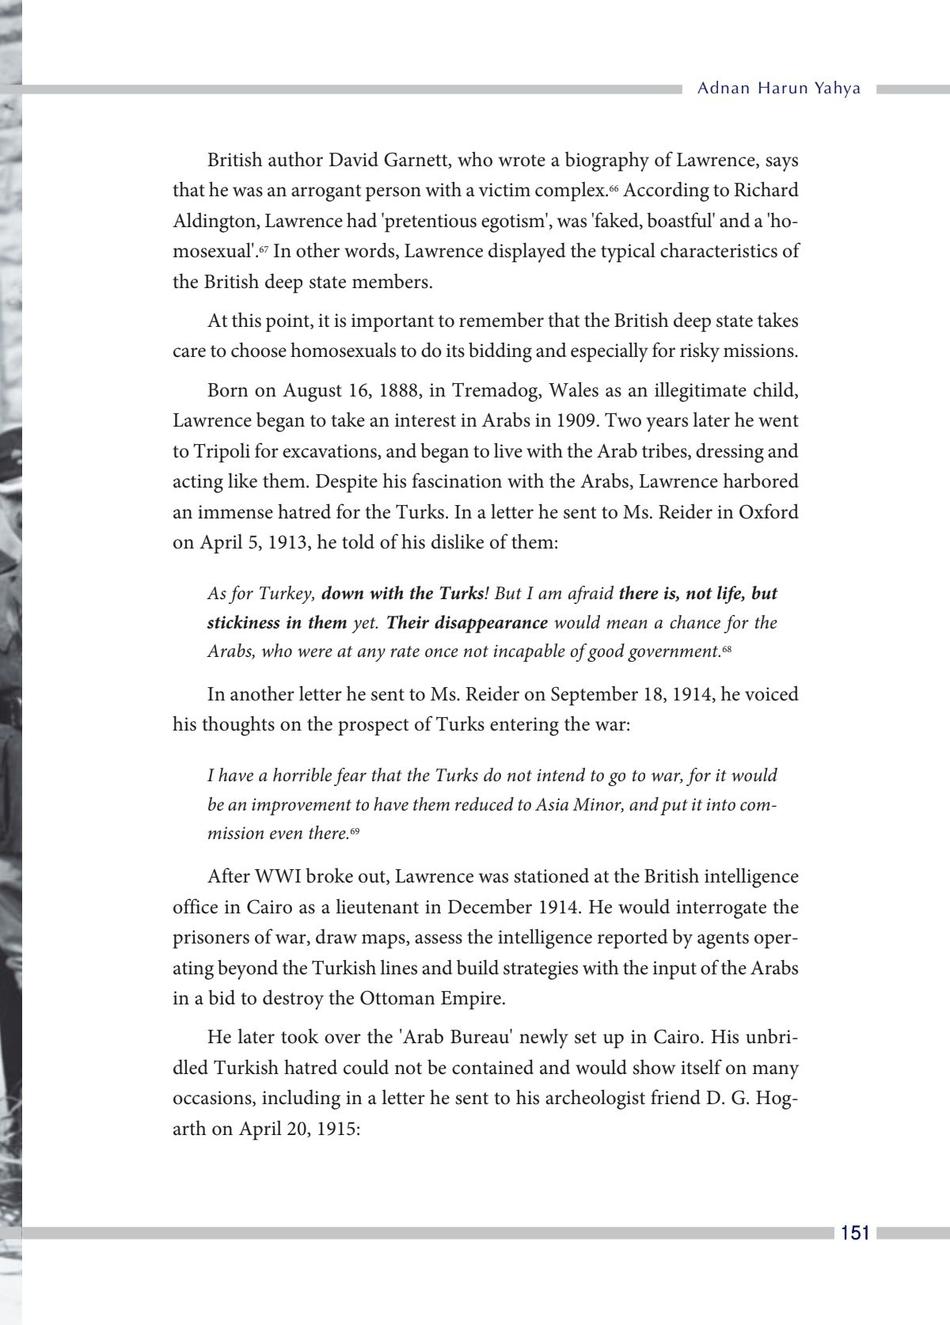 Adnan Harun Yahya
British author David Garnett, who wrote a biography of Lawrence, says
that he was an arrogant person with a victim complex.66 According to Richard
Aldington, Lawrence had 'pretentious egotism', was 'faked, boastful' and a 'ho-
mosexual'.67 In other words, Lawrence displayed the typical characteristics of
the British deep state members.
At this point, it is important to remember that the British deep state takes
care to choose homosexuals to do its bidding and especially for risky missions.
Born on August 16, 1888, in Tremadog, Wales as an illegitimate child,
Lawrence began to take an interest in Arabs in 1909. Two years later he went
to Tripoli for excavations, and began to live with the Arab tribes, dressing and
acting like them. Despite his fascination with the Arabs, Lawrence harbored
an immense hatred for the Turks. In a letter he sent to Ms. Reider in Oxford
on April 5, 1913, he told of his dislike of them:
As for Turkey, down with the Turks! But I am afraid there is, not life, but
stickiness in them yet. Their disappearance would mean a chance for the
Arabs, who were at any rate once not incapable of good government.68
In another letter he sent to Ms. Reider on September 18, 1914, he voiced
his thoughts on the prospect of Turks entering the war:
I have a horrible fear that the Turks do not intend to go to war, for it would
be an improvement to have them reduced to Asia Minor, and put it into com-
mission even there.69
After WWI broke out, Lawrence was stationed at the British intelligence
office in Cairo as a lieutenant in December 1914. He would interrogate the
prisoners of war, draw maps, assess the intelligence reported by agents oper-
ating beyond the Turkish lines and build strategies with the input of the Arabs
in a bid to destroy the Ottoman Empire.
He later took over the 'Arab Bureau' newly set up in Cairo. His unbri-
dled Turkish hatred could not be contained and would show itself on many
occasions, including in a letter he sent to his archeologist friend D. G. Hog-
arth on April 20, 1915:
151